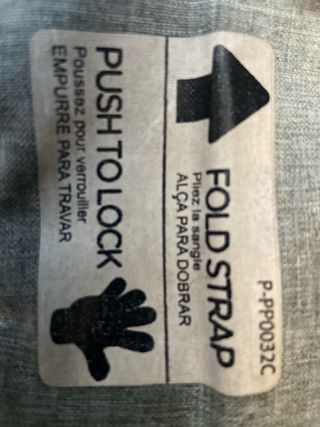 PUSH TO LOCK
Poussez pour verrouiller
EMPURRE PARA TRAVAR
FOLD STRAP
Pliez la sangle
ALÇA PARA DOBRAR
P-PP0032C